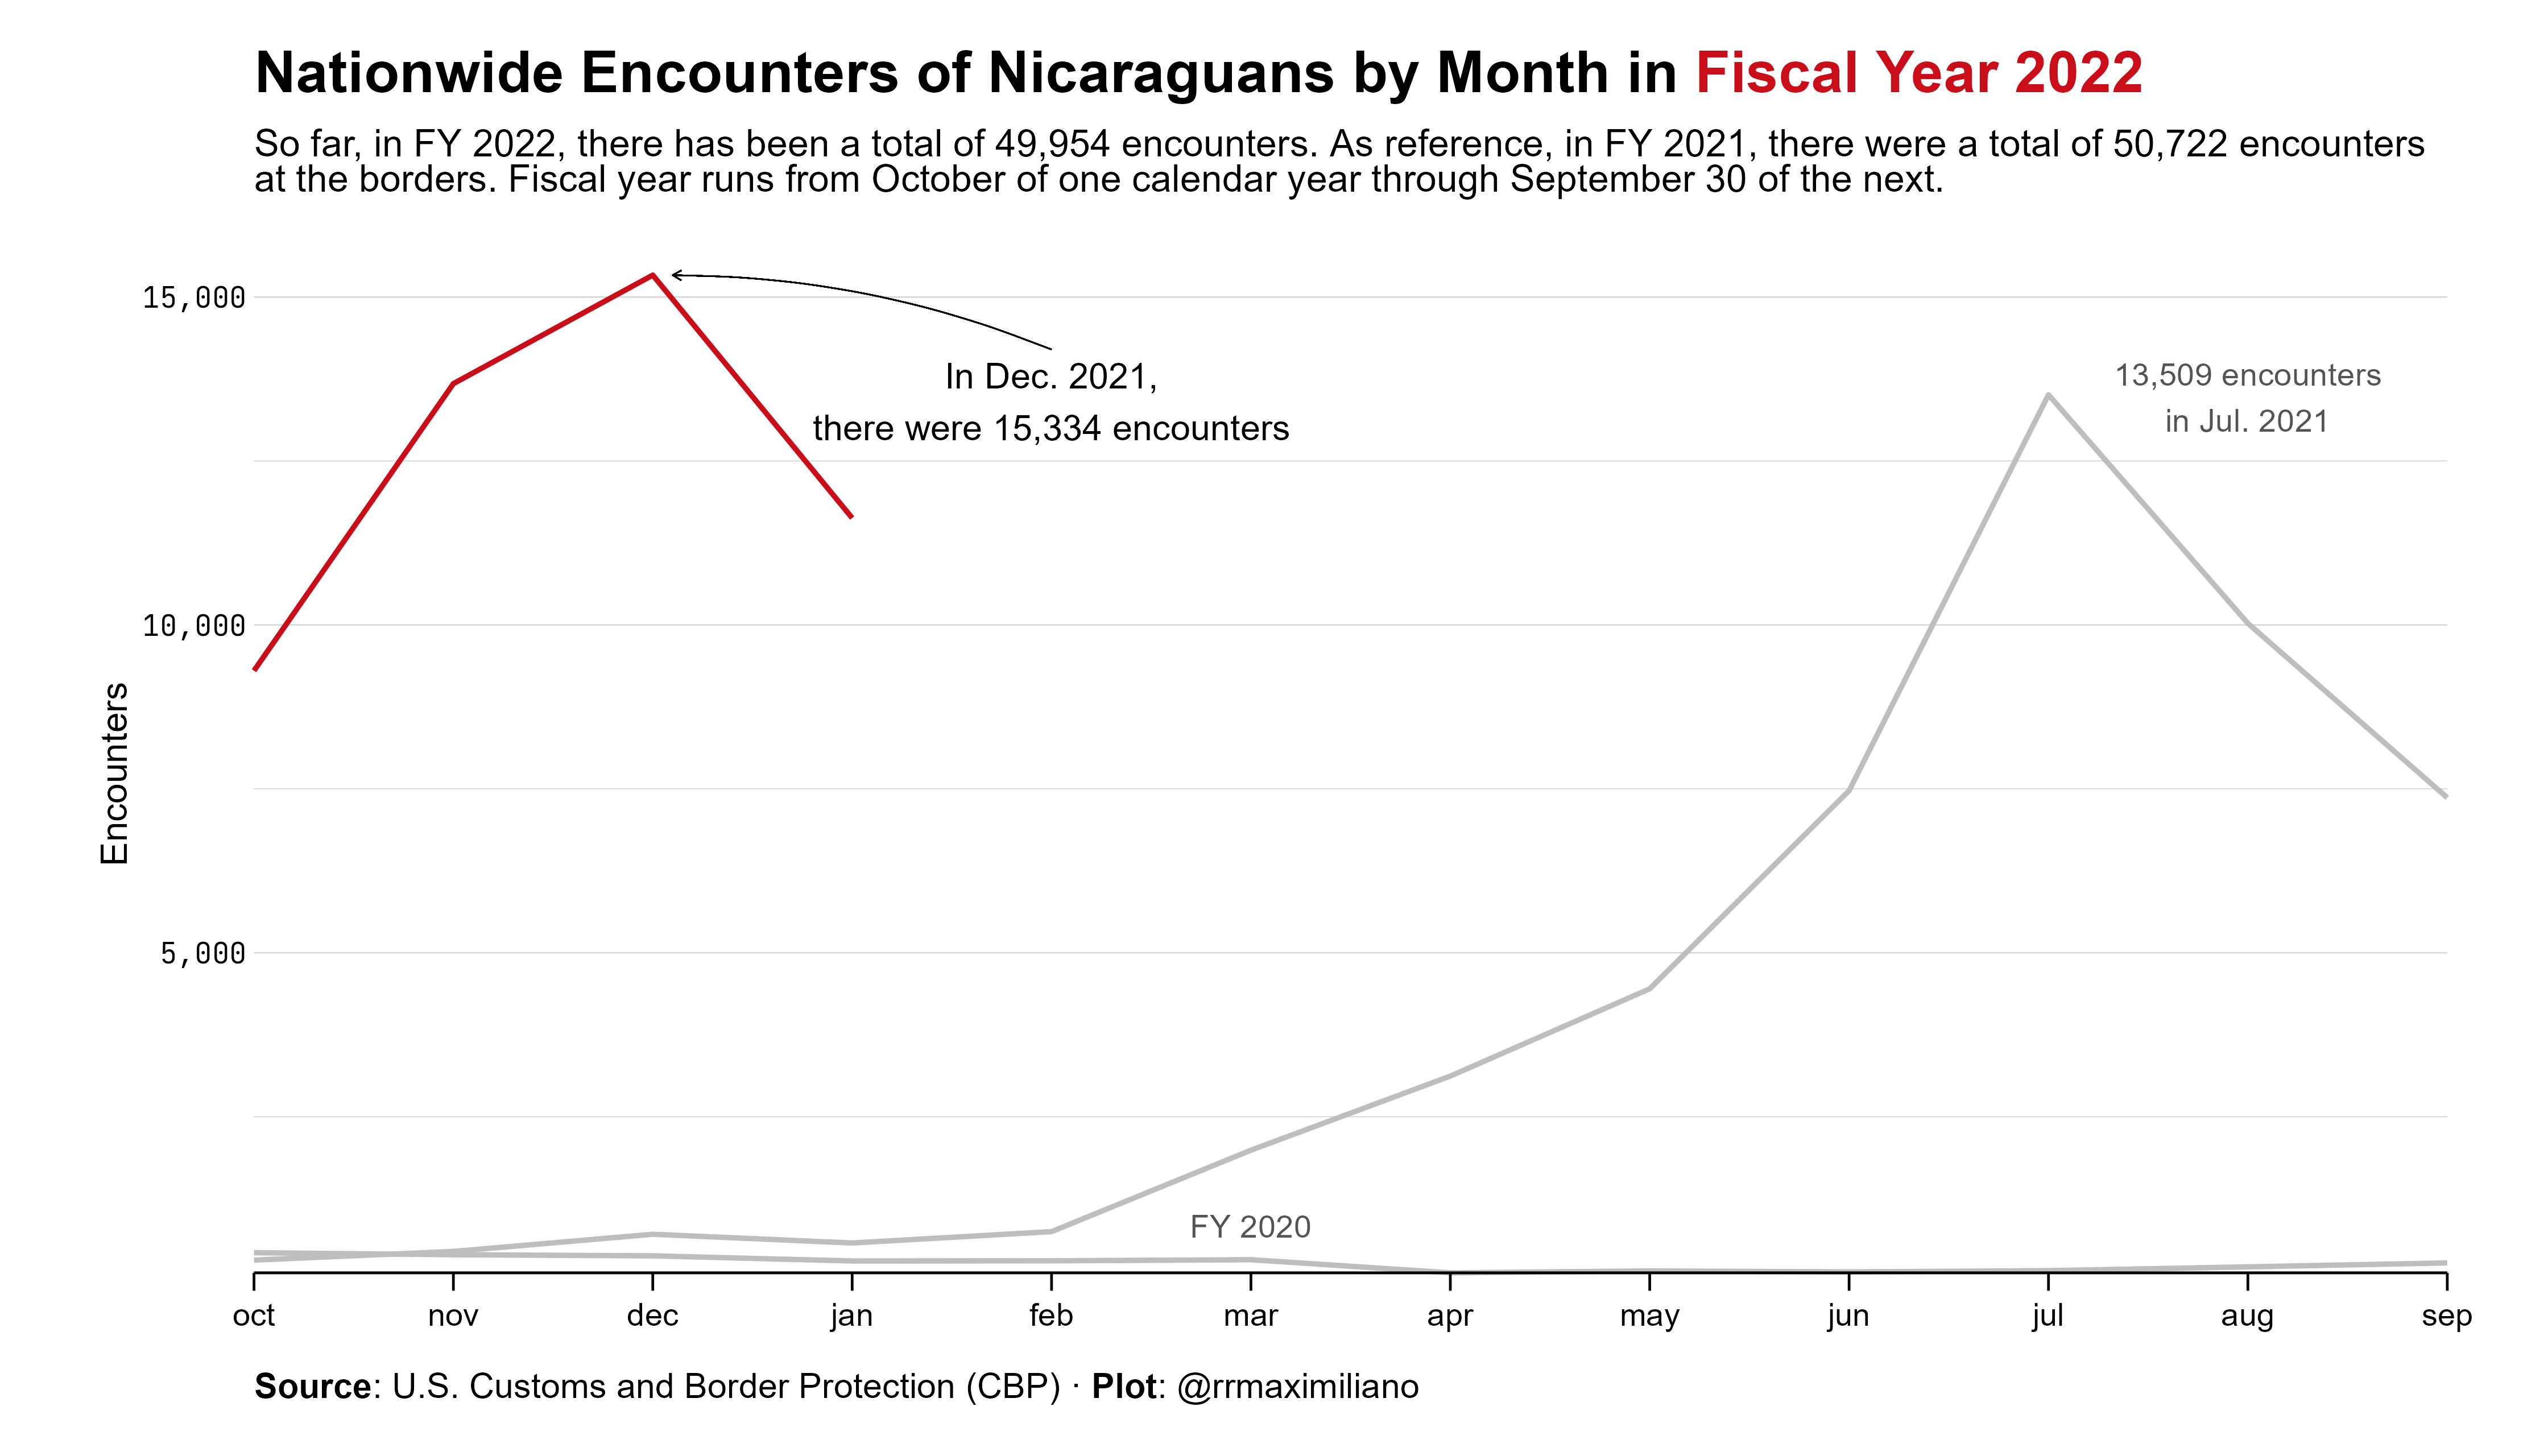 Nationwide Encounters of Nicaraguans by Month in Fiscal Year 2022
So far, in FY 2022, there has been a total of 49,954 encounters. As reference, in FY 2021, there were a total of 50,722 encounters
at the borders. Fiscal year runs from October of one calendar year through September 30 of the next.
15,000
In Dec. 2021,
there were 15,334 encounters
13,509 encounters
in Jul. 2021
10,000
Encounters
5,000
FY 2020
oct nov dec jan feb mar apr may jun jul aug sep
Source: U.S. Customs and Border Protection (CBP) · Plot: @rrmaximiliano